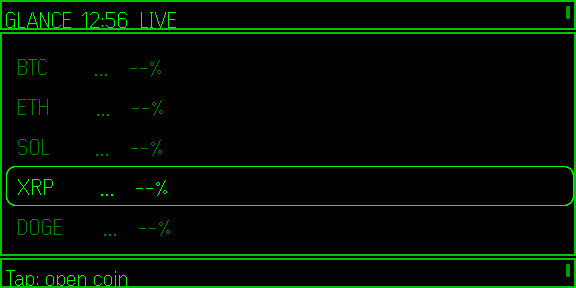 GLANCE 12:56 LIVE
BTC ... --%
ETH ... --%
SOL ... --%
XRP ... --%
DOGE ... --%
Tap: open coin